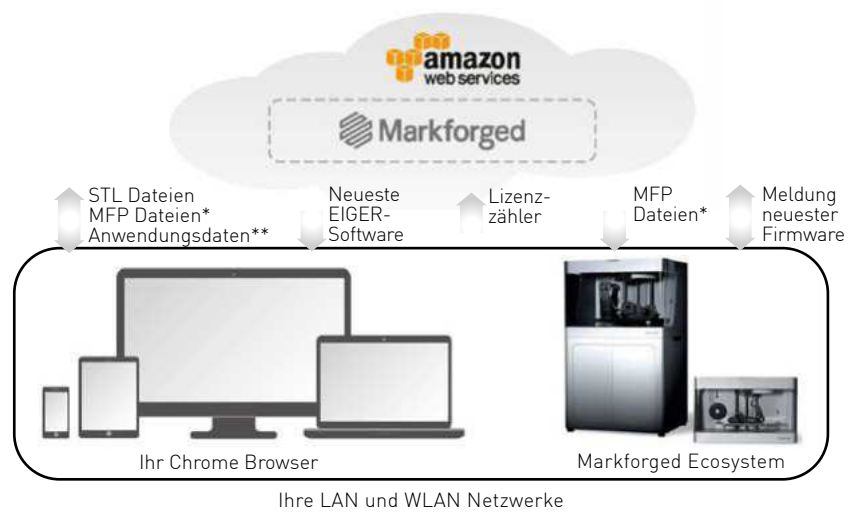 amazon
web services
Markforged
STL Dateien
MFP Dateien*
Anwendungsdaten**
Neueste
EIGER-
Software
Lizenz-
zähler
MFP
Dateien*
Meldung
neuester
Firmware
Ihr Chrome Browser
Markforged Ecosystem
Ihre LAN und WLAN Netzwerke